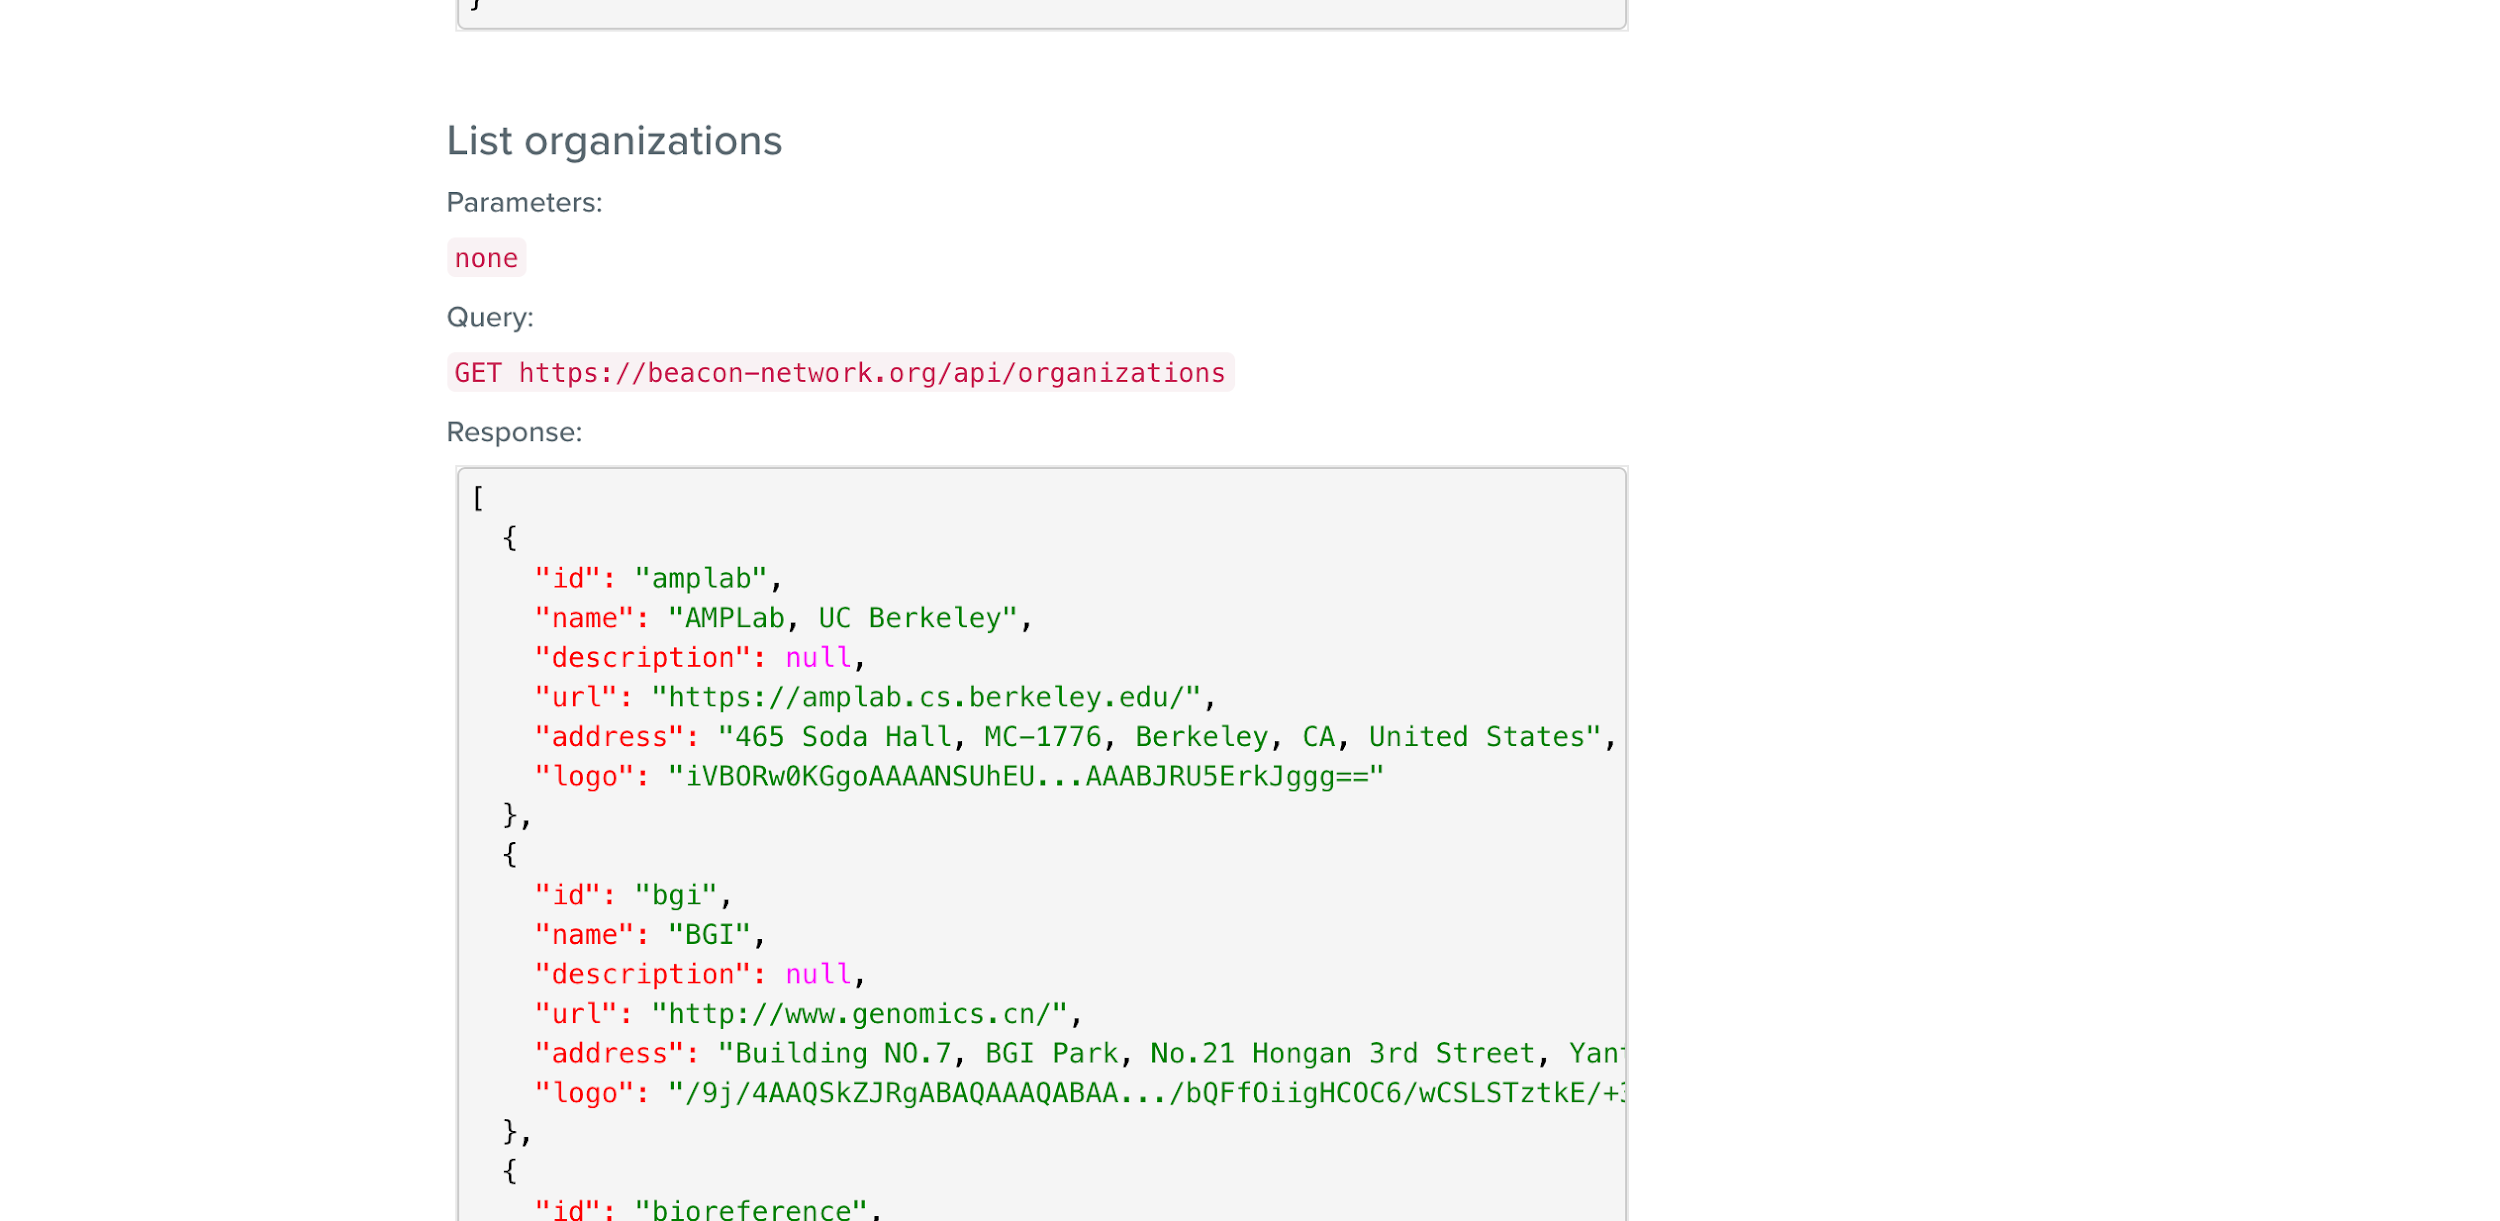 }
List organizations
Parameters:
none
Query:
GET https://beacon-network.org/api/organizations
Response:
[
{
"id": "amplab",
"name": "AMPLab, UC Berkeley",
"description": null,
"url": "https://amplab.cs.berkeley.edu/",
"address": "465 Soda Hall, MC-1776, Berkeley, CA, United States",
"logo": "iVBORw0KGgoAAAANSUhEU...AAABJRU5ErkJggg=="
},
{
"id": "bgi",
"name": "BGI",
"description": null,
"url": "http://www.genomics.cn/",
"address": "Building NO.7, BGI Park, No.21 Hongan 3rd Street,
"logo": "/9j/4AAQSkZJRgABAQAAAQABAA.../bQFfOiigHCOC6/wCSLSTztkE/+
},
{
"id": "bioreference",